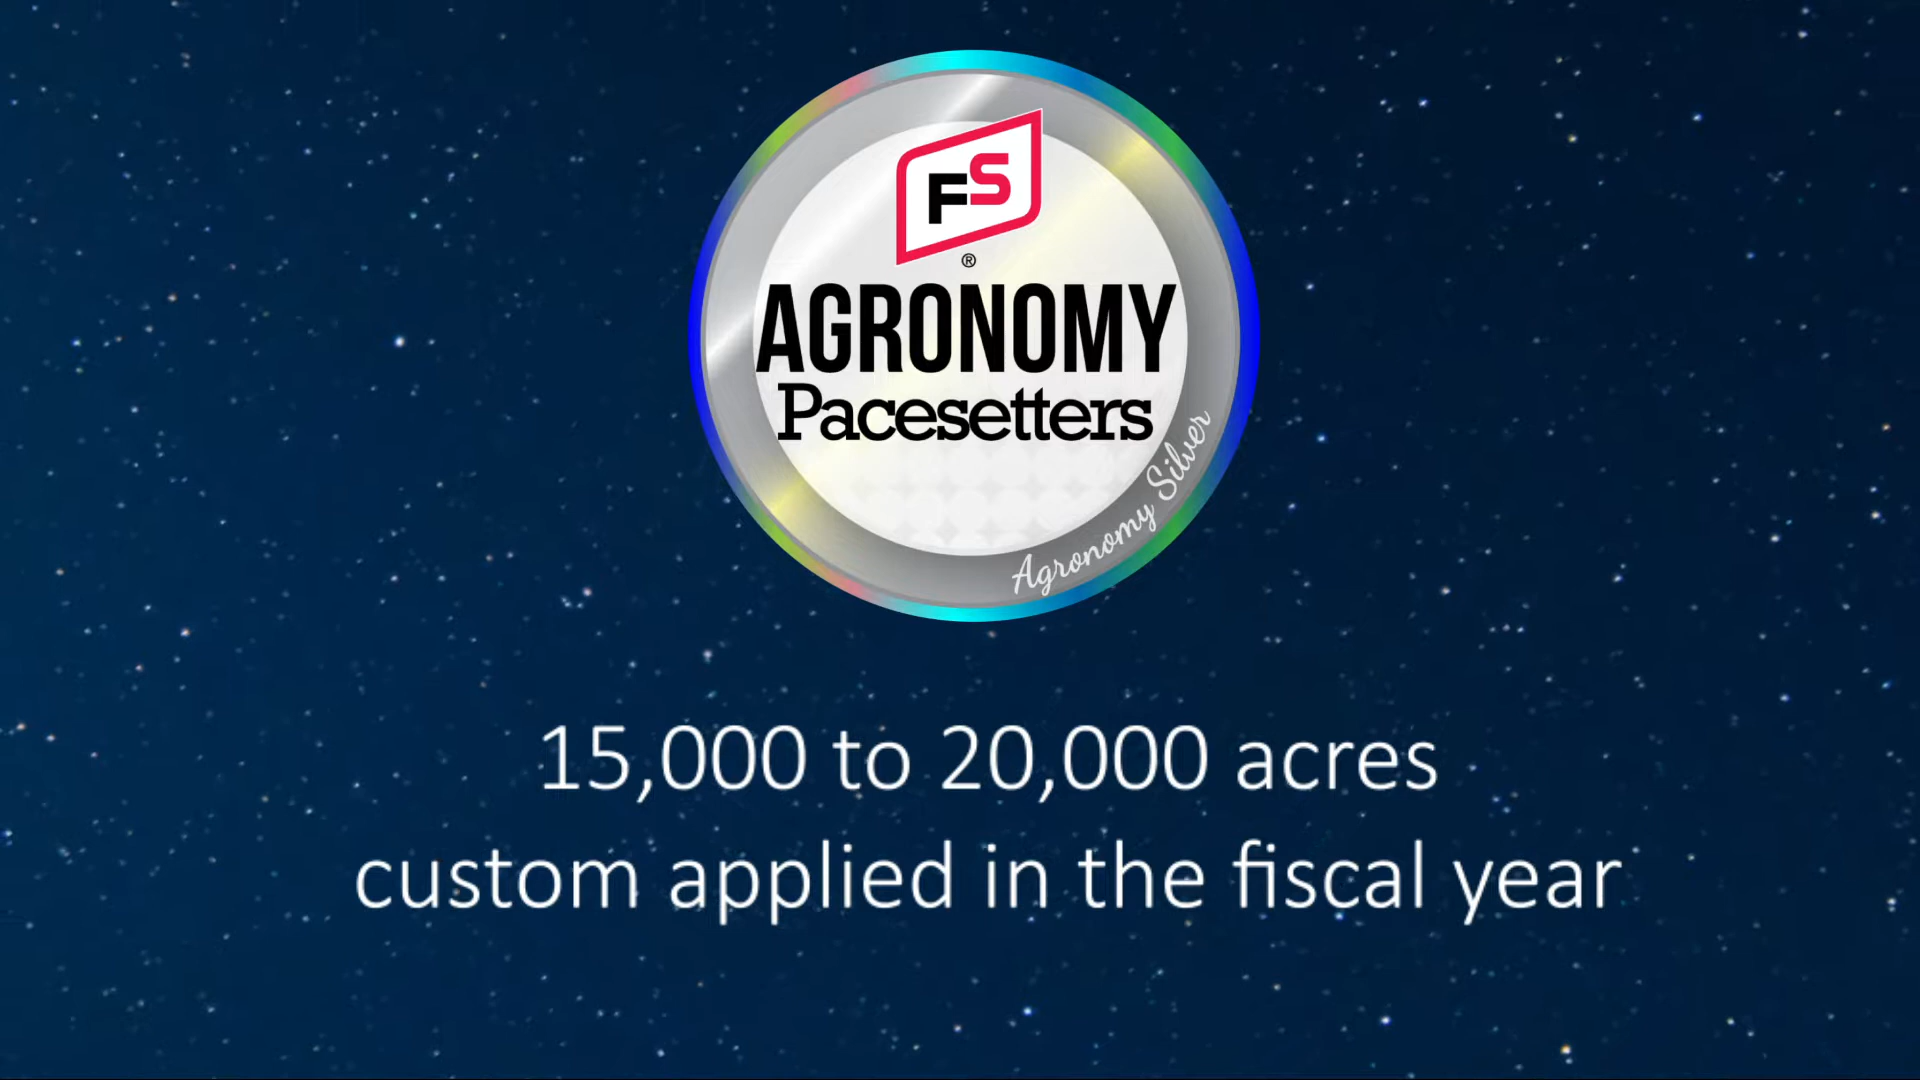 FS
®
AGRONOMY
Pacesetters
Agronomy Silver
15,000 to 20,000 acres
custom applied in the fiscal year